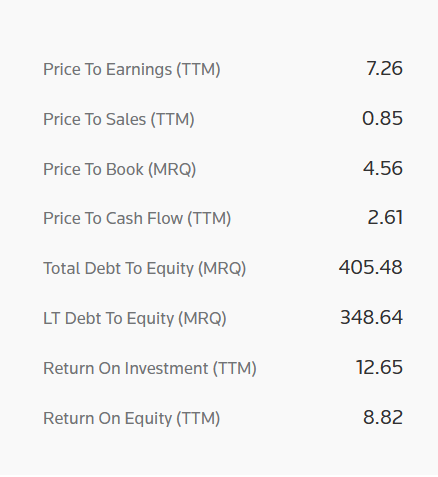 Price To Earnings (TTM) 7.26
Price To Sales (TTM) 0.85
Price To Book (MRQ) 4.56
Price To Cash Flow (TTM) 2.61
Total Debt To Equity (MRQ) 405.48
LT Debt To Equity (MRQ) 348.64
Return On Investment (TTM) 12.65
Return On Equity (TTM) 8.82